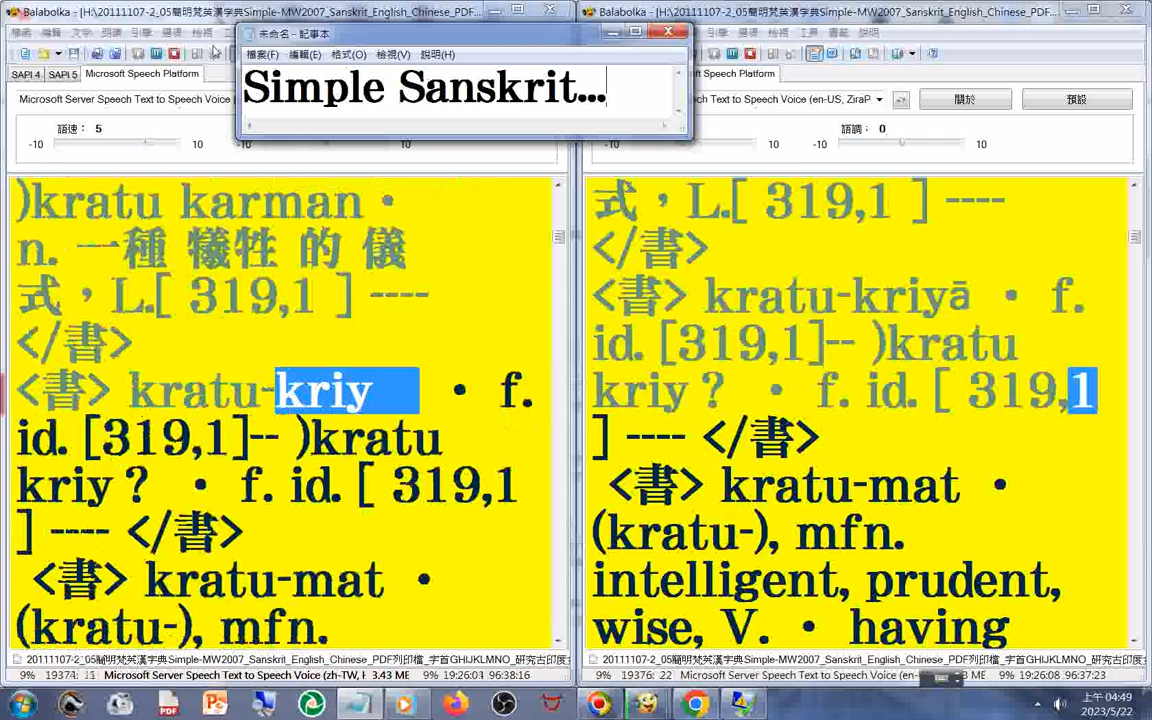 Balabolka - [H:\20111107-2_05簡明梵英漢字典Simple-MW2007_Sanskrit_English_Chinese_PDF...
Balabolka - [H:\20111107-2_05簡明梵英漢字典Simple-MW2007_Sanskrit_English_Chinese_PDF...
未命名 - 記事本
檔案(F) 編輯(E) 格式(O) 檢視(V) 說明(H)
Simple Sanskrit...
SAPI 4 SAPI 5 Microsoft Speech Platform
Speech Platform
Microsoft Server Speech Text to Speech Voice
Text to Speech Voice (en-US, ZiraP
關於 預設
語速： 5
-10 10 10
語調： 0
-10 10
)kratu karman •
n. 一種 犧牲 的 儀
式，L.[ 319,1 ] ----
</書>
<書> kratu-kriy • f.
id. [319,1]-- )kratu
kriy？ • f. id. [ 319,1
] ---- </書>
<書> kratu-mat •
(kratu-), mfn.
式，L.[ 319,1 ] ----
</書>
<書> kratu-kriyā • f.
id. [319,1]-- )kratu
kriy？ • f. id. [ 319,1
] ---- </書>
<書> kratu-mat •
(kratu-), mfn.
intelligent, prudent,
wise, V. • having
20111107-2_05簡明梵英漢字典Simple-MW2007_Sanskrit_English_Chinese_PDF列印檔_字首GHIJKLMNO_研究古印度
20111107-2_05簡明梵英漢字典Simple-MW2007_Sanskrit_English_Chinese_PDF列印檔_字首GHIJKLMNO_研究古印度
9% 19374: 11 Microsoft Server Speech Text to Speech Voice (zh-TW, 3.43 ME 9% 19:26:01 96:38:16
9% 19376: 22 Microsoft Server Speech Text to Speech Voice 9% 19:26:08 96:37:23
上午 04:49
2023/5/22